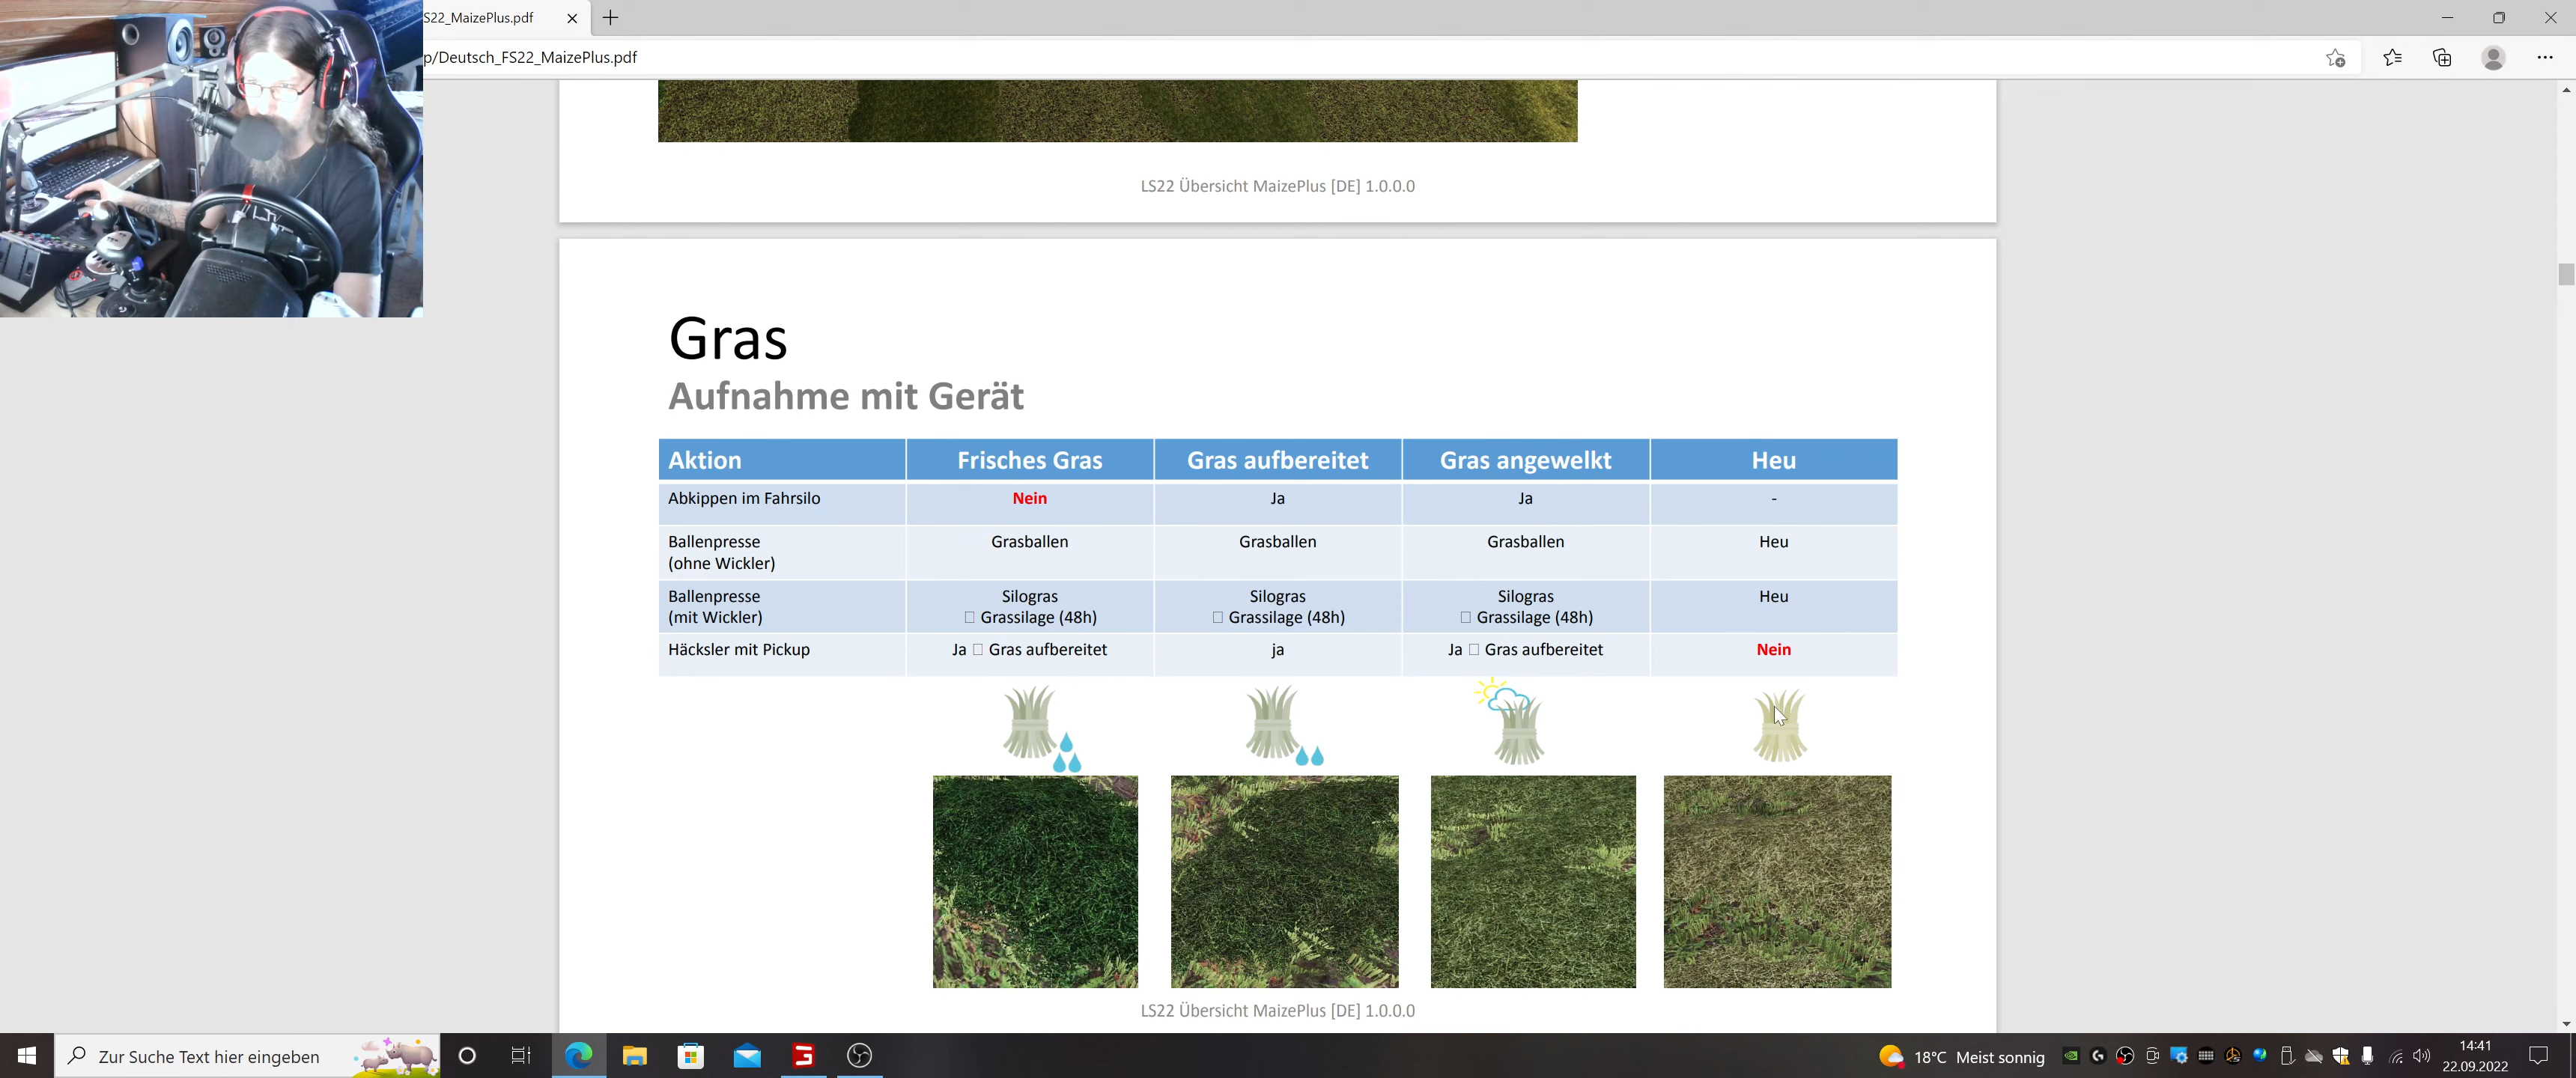 S22_MaizePlus.pdf
p/Deutsch_FS22_MaizePlus.pdf
LS22 Übersicht MaizePlus [DE] 1.0.0.0
Gras
Aufnahme mit Gerät
Aktion Frisches Gras Gras aufbereitet Gras angewelkt Heu
Abkippen im Fahrsilo Nein Ja Ja -
Ballenpresse Grasballen Grasballen Grasballen Heu
(ohne Wickler)
Ballenpresse Silogras Silogras Silogras Heu
(mit Wickler) Grassilage (48h) Grassilage (48h) Grassilage (48h)
Häcksler mit Pickup Ja Gras aufbereitet ja Ja Gras aufbereitet Nein
LS22 Übersicht MaizePlus [DE] 1.0.0.0
Zur Suche Text hier eingeben
18°C Meist sonnig
14:41
22.09.2022